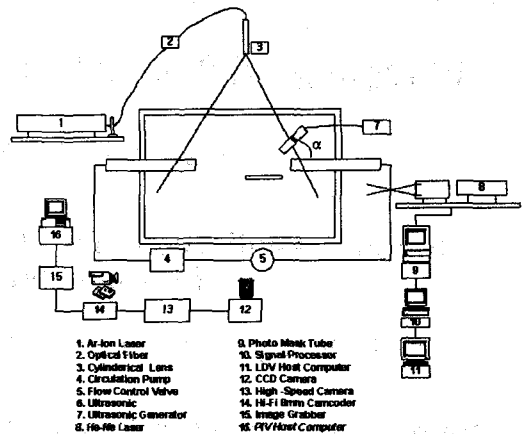 2
3
1
α
7
8
16
4
5
9
15
14
13
12
10
11
1. Ar-Ion Laser
2. Optical Fiber
3. Cylinderical Lens
4. Circulation Pump
5. Flow Control Valve
6. Ultrasonic
7. Ultrasonic Generator
8. He-Ne Laser
9. Photo Mask Tube
10. Signal Processor
11. LDV Host Computer
12. CCD Camera
13. High-Speed Camera
14. Hi-Fi 8mm Camcoder
15. Image Grabber
16. PIV Host Computer